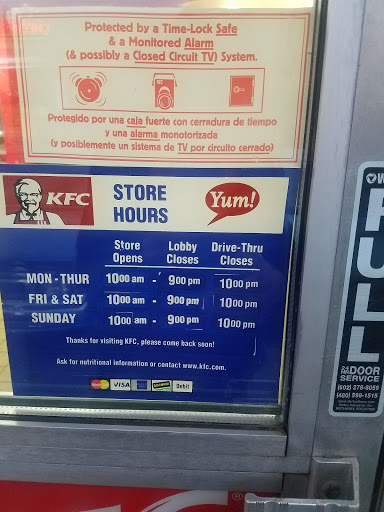 Protected by a Time-Lock Safe
& a Monitored Alarm
(& possibly a Closed Circuit TV) System.
Protegido por una caja fuerte con cerradura de tiempo
y una alarma monotorizada
(y posiblemente un sistema de TV por circuito cerrado)
KFC
STORE
HOURS
Yum!
Store
Opens
Lobby
Closes
Drive-Thru
Closes
MON - THUR 10:00 am - 9:00 pm 10:00 pm
FRI & SAT 10:00 am - 9:00 pm 10:00 pm
SUNDAY 10:00 am - 9:00 pm 10:00 pm
Thanks for visiting KFC, please come back soon!
Ask for nutritional information or contact www.kfc.com.
MasterCard VISA Debit
PULL
DOOR
SERVICE
(602) 278-9059